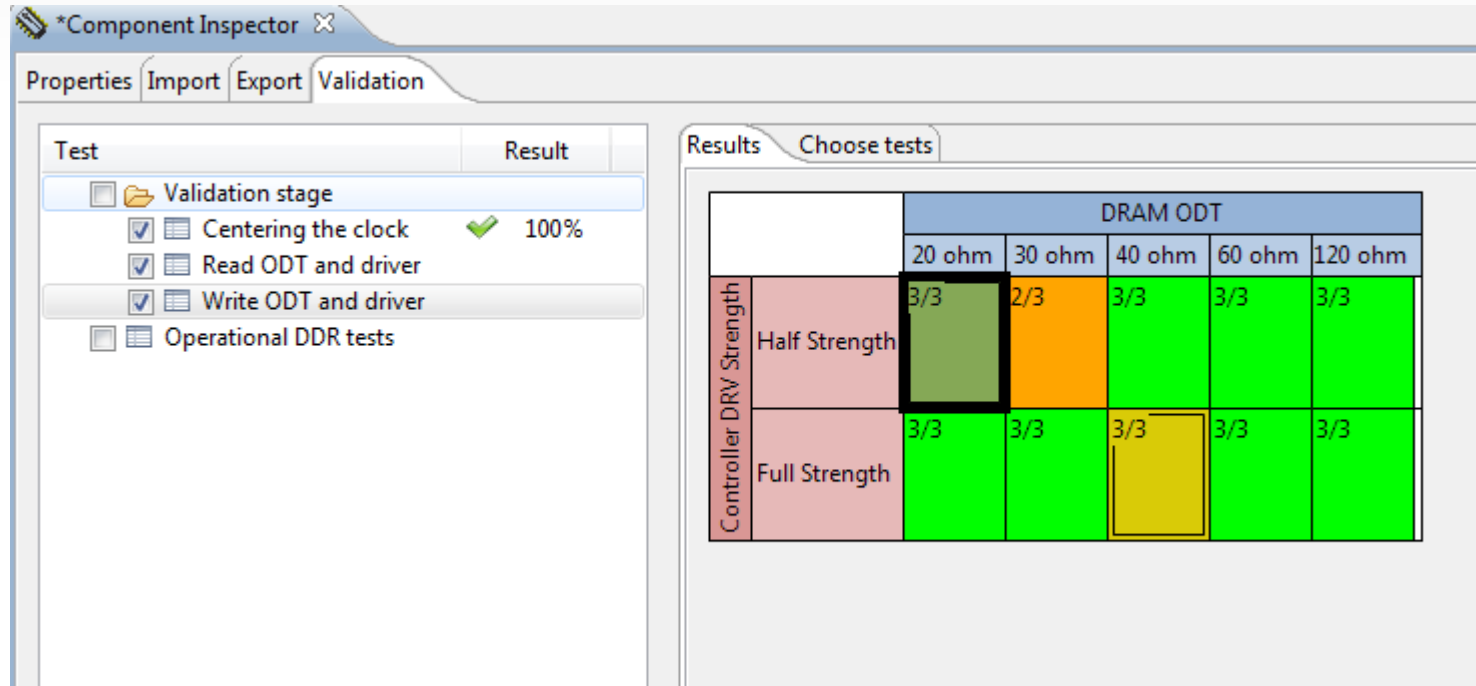 *Component Inspector
Properties Import Export Validation
Test Result
Validation stage
Centering the clock 100%
Read ODT and driver
Write ODT and driver
Operational DDR tests
Results Choose tests
DRAM ODT
20 ohm 30 ohm 40 ohm 60 ohm 120 ohm
Controller DRV Strength
Half Strength 3/3 2/3 3/3 3/3 3/3
Full Strength 3/3 3/3 3/3 3/3 3/3